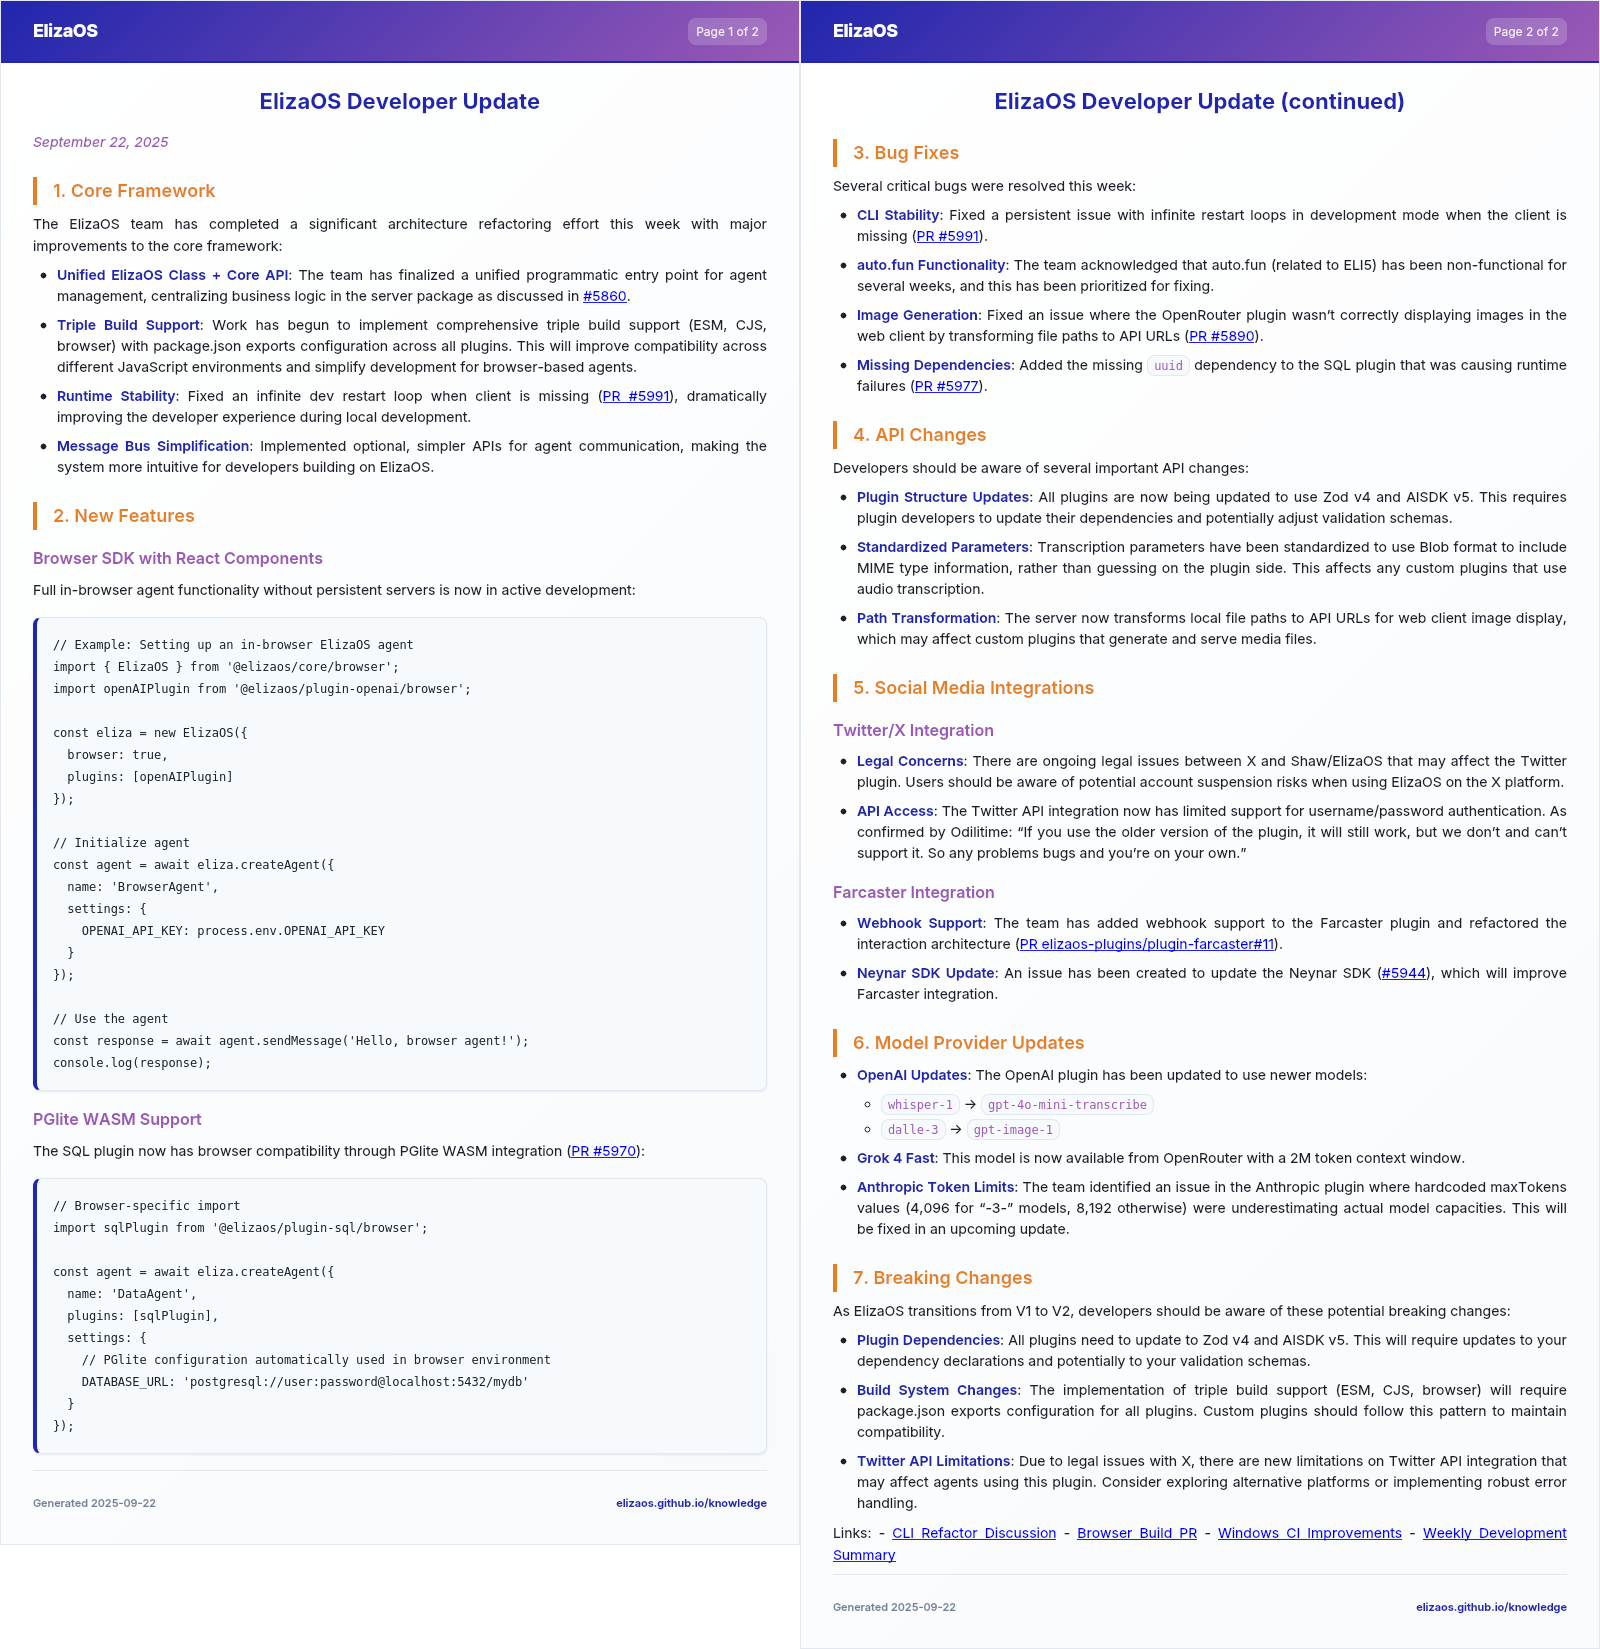 ElizaOS
Page 1 of 2
ElizaOS Developer Update
September 22, 2025
1. Core Framework
The ElizaOS team has completed a significant architecture refactoring effort this week with major
improvements to the core framework:
• Unified ElizaOS Class + Core API: The team has finalized a unified programmatic entry point for agent
management, centralizing business logic in the server package as discussed in #5860.
• Triple Build Support: Work has begun to implement comprehensive triple build support (ESM, CJS,
browser) with package.json exports configuration across all plugins. This will improve compatibility across
different JavaScript environments and simplify development for browser-based agents.
• Runtime Stability: Fixed an infinite dev restart loop when client is missing (PR #5991), dramatically
improving the developer experience during local development.
• Message Bus Simplification: Implemented optional, simpler APIs for agent communication, making the
system more intuitive for developers building on ElizaOS.
2. New Features
Browser SDK with React Components
Full in-browser agent functionality without persistent servers is now in active development:
// Example: Setting up an in-browser ElizaOS agent
import { ElizaOS } from '@elizaos/core/browser';
import openAIPlugin from '@elizaos/plugin-openai/browser';
const eliza = new ElizaOS({
  browser: true,
  plugins: [openAIPlugin]
});
// Initialize agent
const agent = await eliza.createAgent({
  name: 'BrowserAgent',
  settings: {
    OPENAI_API_KEY: process.env.OPENAI_API_KEY
  }
});
// Use the agent
const response = await agent.sendMessage('Hello, browser agent!');
console.log(response);
PGlite WASM Support
The SQL plugin now has browser compatibility through PGlite WASM integration (PR #5970):
// Browser-specific import
import sqlPlugin from '@elizaos/plugin-sql/browser';
const agent = await eliza.createAgent({
  name: 'DataAgent',
  plugins: [sqlPlugin],
  settings: {
    // PGlite configuration automatically used in browser environment
    DATABASE_URL: 'postgresql://user:password@localhost:5432/mydb'
  }
});
Generated 2025-09-22
elizaos.github.io/knowledge
ElizaOS
Page 2 of 2
ElizaOS Developer Update (continued)
3. Bug Fixes
Several critical bugs were resolved this week:
• CLI Stability: Fixed a persistent issue with infinite restart loops in development mode when the client is
missing (PR #5991).
• auto.fun Functionality: The team acknowledged that auto.fun (related to ELI5) has been non-functional for
several weeks, and this has been prioritized for fixing.
• Image Generation: Fixed an issue where the OpenRouter plugin wasn’t correctly displaying images in the
web client by transforming file paths to API URLs (PR #5890).
• Missing Dependencies: Added the missing uuid dependency to the SQL plugin that was causing runtime
failures (PR #5977).
4. API Changes
Developers should be aware of several important API changes:
• Plugin Structure Updates: All plugins are now being updated to use Zod v4 and AISDK v5. This requires
plugin developers to update their dependencies and potentially adjust validation schemas.
• Standardized Parameters: Transcription parameters have been standardized to use Blob format to include
MIME type information, rather than guessing on the plugin side. This affects any custom plugins that use
audio transcription.
• Path Transformation: The server now transforms local file paths to API URLs for web client image display,
which may affect custom plugins that generate and serve media files.
5. Social Media Integrations
Twitter/X Integration
• Legal Concerns: There are ongoing legal issues between X and Shaw/ElizaOS that may affect the Twitter
plugin. Users should be aware of potential account suspension risks when using ElizaOS on the X platform.
• API Access: The Twitter API integration now has limited support for username/password authentication. As
confirmed by Odilitime: “If you use the older version of the plugin, it will still work, but we don’t and can’t
support it. So any problems bugs and you’re on your own.”
Farcaster Integration
• Webhook Support: The team has added webhook support to the Farcaster plugin and refactored the
interaction architecture (PR elizaos-plugins/plugin-farcaster#11).
• Neynar SDK Update: An issue has been created to update the Neynar SDK (#5944), which will improve
Farcaster integration.
6. Model Provider Updates
• OpenAI Updates: The OpenAI plugin has been updated to use newer models:
◦ whisper-1 → gpt-4o-mini-transcribe
◦ dalle-3 → gpt-image-1
• Grok 4 Fast: This model is now available from OpenRouter with a 2M token context window.
• Anthropic Token Limits: The team identified an issue in the Anthropic plugin where hardcoded maxTokens
values (4,096 for “-3-” models, 8,192 otherwise) were underestimating actual model capacities. This will
be fixed in an upcoming update.
7. Breaking Changes
As ElizaOS transitions from V1 to V2, developers should be aware of these potential breaking changes:
• Plugin Dependencies: All plugins need to update to Zod v4 and AISDK v5. This will require updates to your
dependency declarations and potentially to your validation schemas.
• Build System Changes: The implementation of triple build support (ESM, CJS, browser) will require
package.json exports configuration for all plugins. Custom plugins should follow this pattern to maintain
compatibility.
• Twitter API Limitations: Due to legal issues with X, there are new limitations on Twitter API integration that
may affect agents using this plugin. Consider exploring alternative platforms or implementing robust error
handling.
Links: - CLI Refactor Discussion - Browser Build PR - Windows CI Improvements - Weekly Development
Summary
Generated 2025-09-22
elizaos.github.io/knowledge